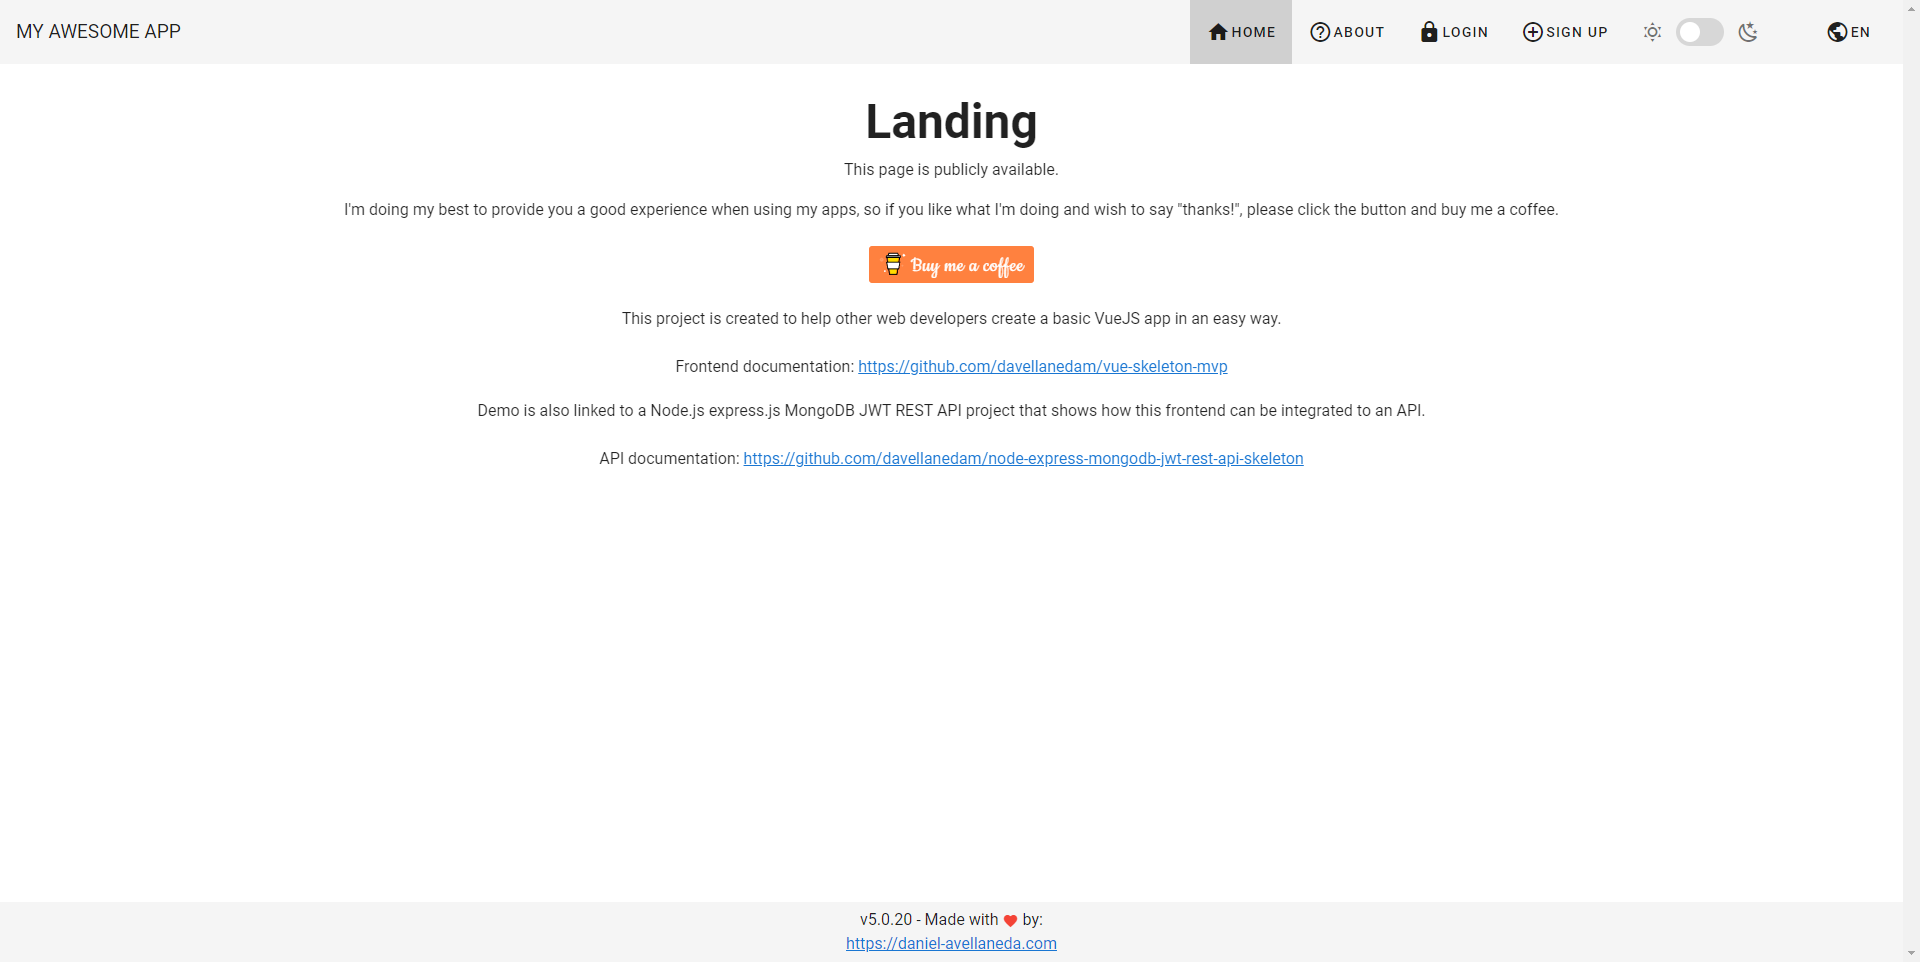 MY AWESOME APP
HOME
ABOUT
LOGIN
SIGN UP
EN
Landing
This page is publicly available.
I'm doing my best to provide you a good experience when using my apps, so if you like what I'm doing and wish to say "thanks!", please click the button and buy me a coffee.
Buy me a coffee
This project is created to help other web developers create a basic VueJS app in an easy way.
Frontend documentation: https://github.com/davellanedam/vue-skeleton-mvp
Demo is also linked to a Node.js express.js MongoDB JWT REST API project that shows how this frontend can be integrated to an API.
API documentation: https://github.com/davellanedam/node-express-mongodb-jwt-rest-api-skeleton
v5.0.20 - Made with ❤ by:
https://daniel-avellaneda.com